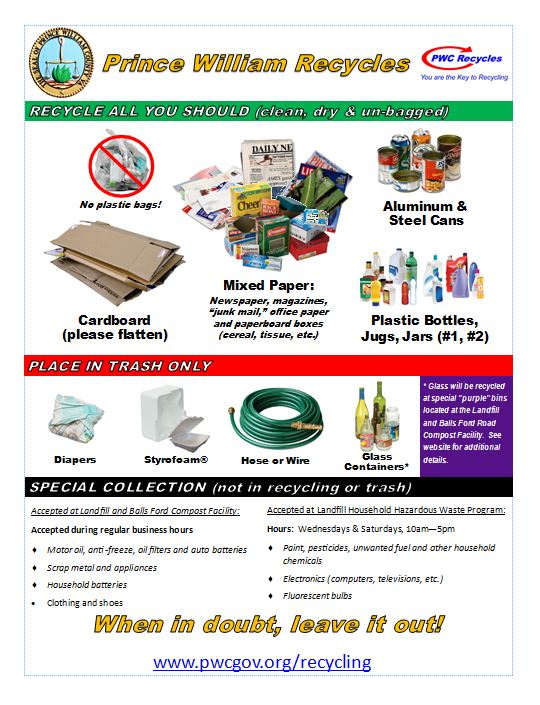 THE SEAL OF PRINCE WILLIAM COUNTY VA
Prince William Recycles
PWC Recycles
You are the Key to Recycling
RECYCLE ALL YOU SHOULD (clean, dry & un-bagged)
No plastic bags!
Cardboard
(please flatten)
DAILY NE
Cheer
Mixed Paper:
Newspaper, magazines,
"junk mail," office paper
and paperboard boxes
(cereal, tissue, etc.)
Aluminum &
Steel Cans
Plastic Bottles,
Jugs, Jars (#1, #2)
PLACE IN TRASH ONLY
Diapers
Styrofoam®
Hose or Wire
Glass
Containers*
* Glass will be recycled
at special "purple" bins
located at the Landfill
and Balls Ford Road
Compost Facility. See
website for additional
details.
SPECIAL COLLECTION (not in recycling or trash)
Accepted at Landfill and Balls Ford Compost Facility:
Accepted during regular business hours
♦ Motor oil, anti-freeze, oil filters and auto batteries
♦ Scrap metal and appliances
♦ Household batteries
• Clothing and shoes
Accepted at Landfill Household Hazardous Waste Program:
Hours: Wednesdays & Saturdays, 10am—5pm
♦ Paint, pesticides, unwanted fuel and other household
chemicals
♦ Electronics (computers, televisions, etc.)
♦ Fluorescent bulbs
When in doubt, leave it out!
www.pwcgov.org/recycling